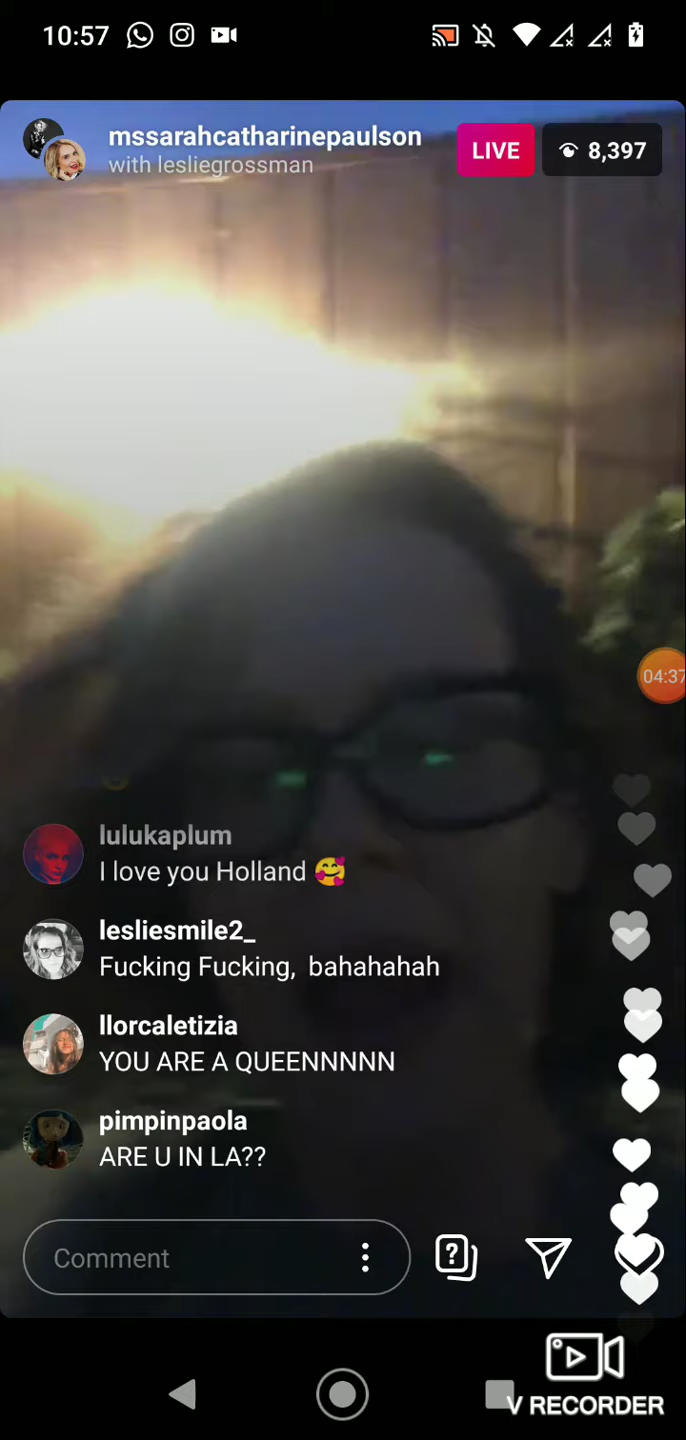 10:57
mssarahcatharinepaulson
with lesliegrossman
LIVE
8,397
04:37
lulukaplum
I love you Holland 🥰
lesliesmile2_
Fucking Fucking, bahahahah
llorcaletizia
YOU ARE A QUEENNNNN
pimpinpaola
ARE U IN LA??
Comment
V RECORDER